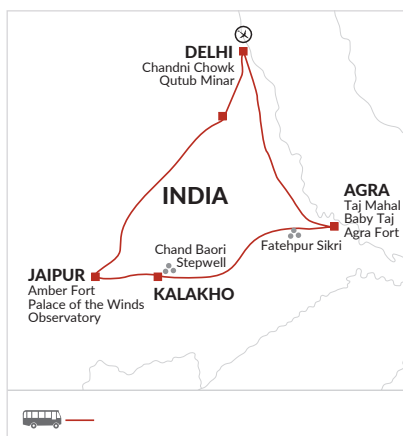 DELHI
Chandni Chowk
Qutub Minar
INDIA
AGRA
Taj Mahal
Baby Taj
Agra Fort
Fatehpur Sikri
Chand Baori
Stepwell
KALAKHO
JAIPUR
Amber Fort
Palace of the Winds
Observatory